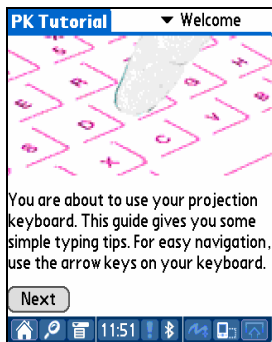 PK Tutorial
Welcome
You are about to use your projection
keyboard. This guide gives you some
simple typing tips. For easy navigation,
use the arrow keys on your keyboard.
Next
11:51